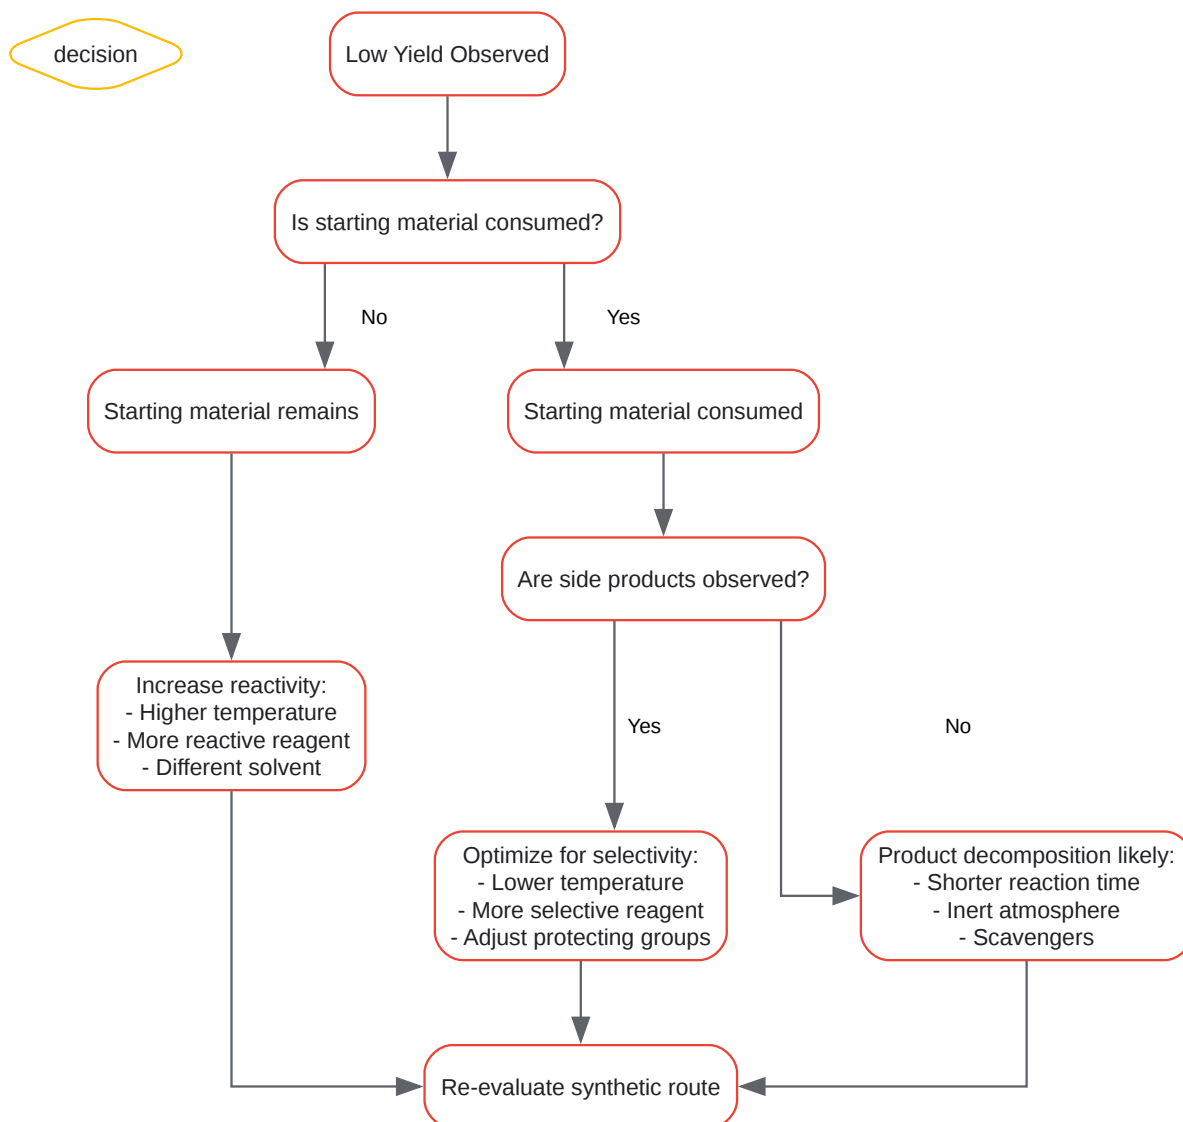 decision
Low Yield Observed
Is starting material consumed?
No
Yes
Starting material remains
Starting material consumed
Are side products observed?
Increase reactivity:
- Higher temperature
- More reactive reagent
- Different solvent
Yes
No
Optimize for selectivity:
- Lower temperature
- More selective reagent
- Adjust protecting groups
Product decomposition likely:
- Shorter reaction time
- Inert atmosphere
- Scavengers
Re-evaluate synthetic route